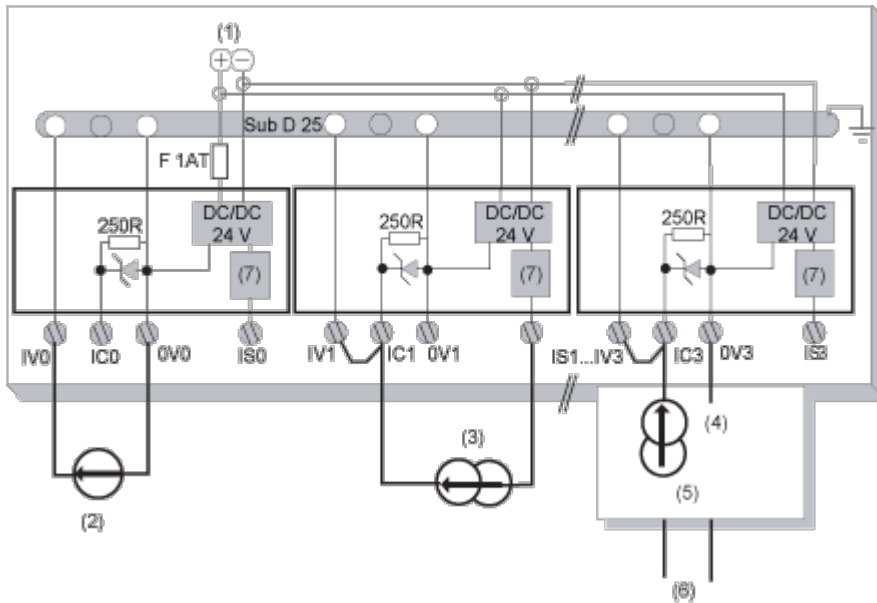 (1)
+ −
Sub D 25
F 1AT
250R
DC/DC
24 V
(7)
250R
DC/DC
24 V
(7)
250R
DC/DC
24 V
(7)
IV0 IC0 0V0 IS0 IV1 IC1 0V1 IS1...IV3 IC3 0V3 IS3
(2)
(3)
(4)
(5)
(6)